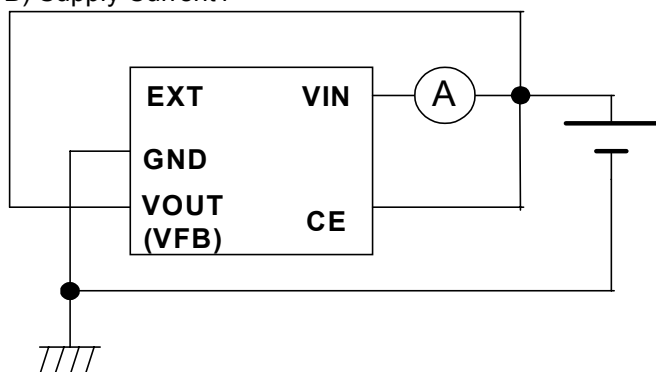 Supply Current
EXT VIN
A
GND
VOUT
CE
(VFB)